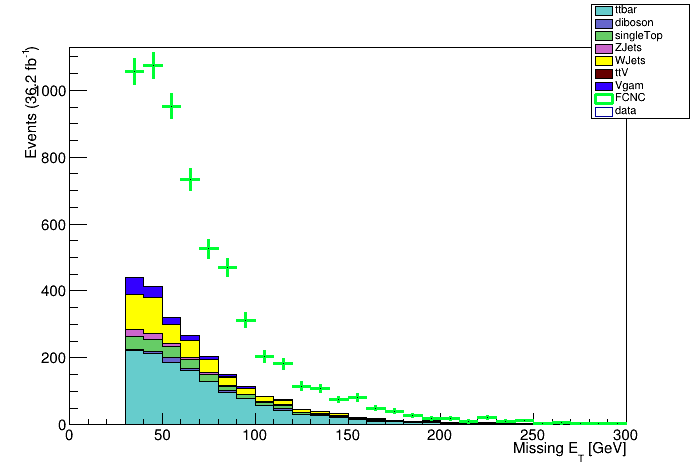 ttbar
diboson
singleTop
ZJets
WJets
ttV
Vgam
FCNC
data
Events (36.2 fb⁻¹)
1000
800
600
400
200
0
0 50 100 150 200 250 300
Missing E_T [GeV]